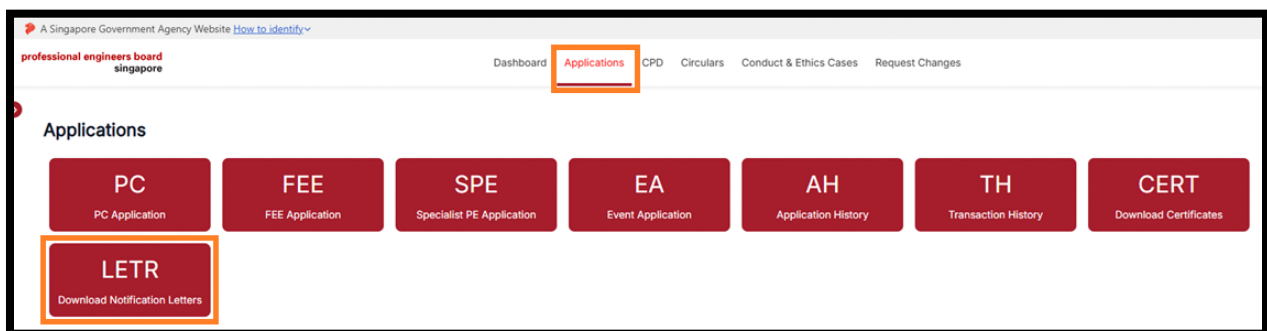 A Singapore Government Agency Website How to identify
professional engineers board
singapore
Dashboard Applications CPD Circulars Conduct & Ethics Cases Request Changes
Applications
PC FEE SPE EA AH TH CERT
PC Application FEE Application Specialist PE Application Event Application Application History Transaction History Download Certificates
LETR
Download Notification Letters